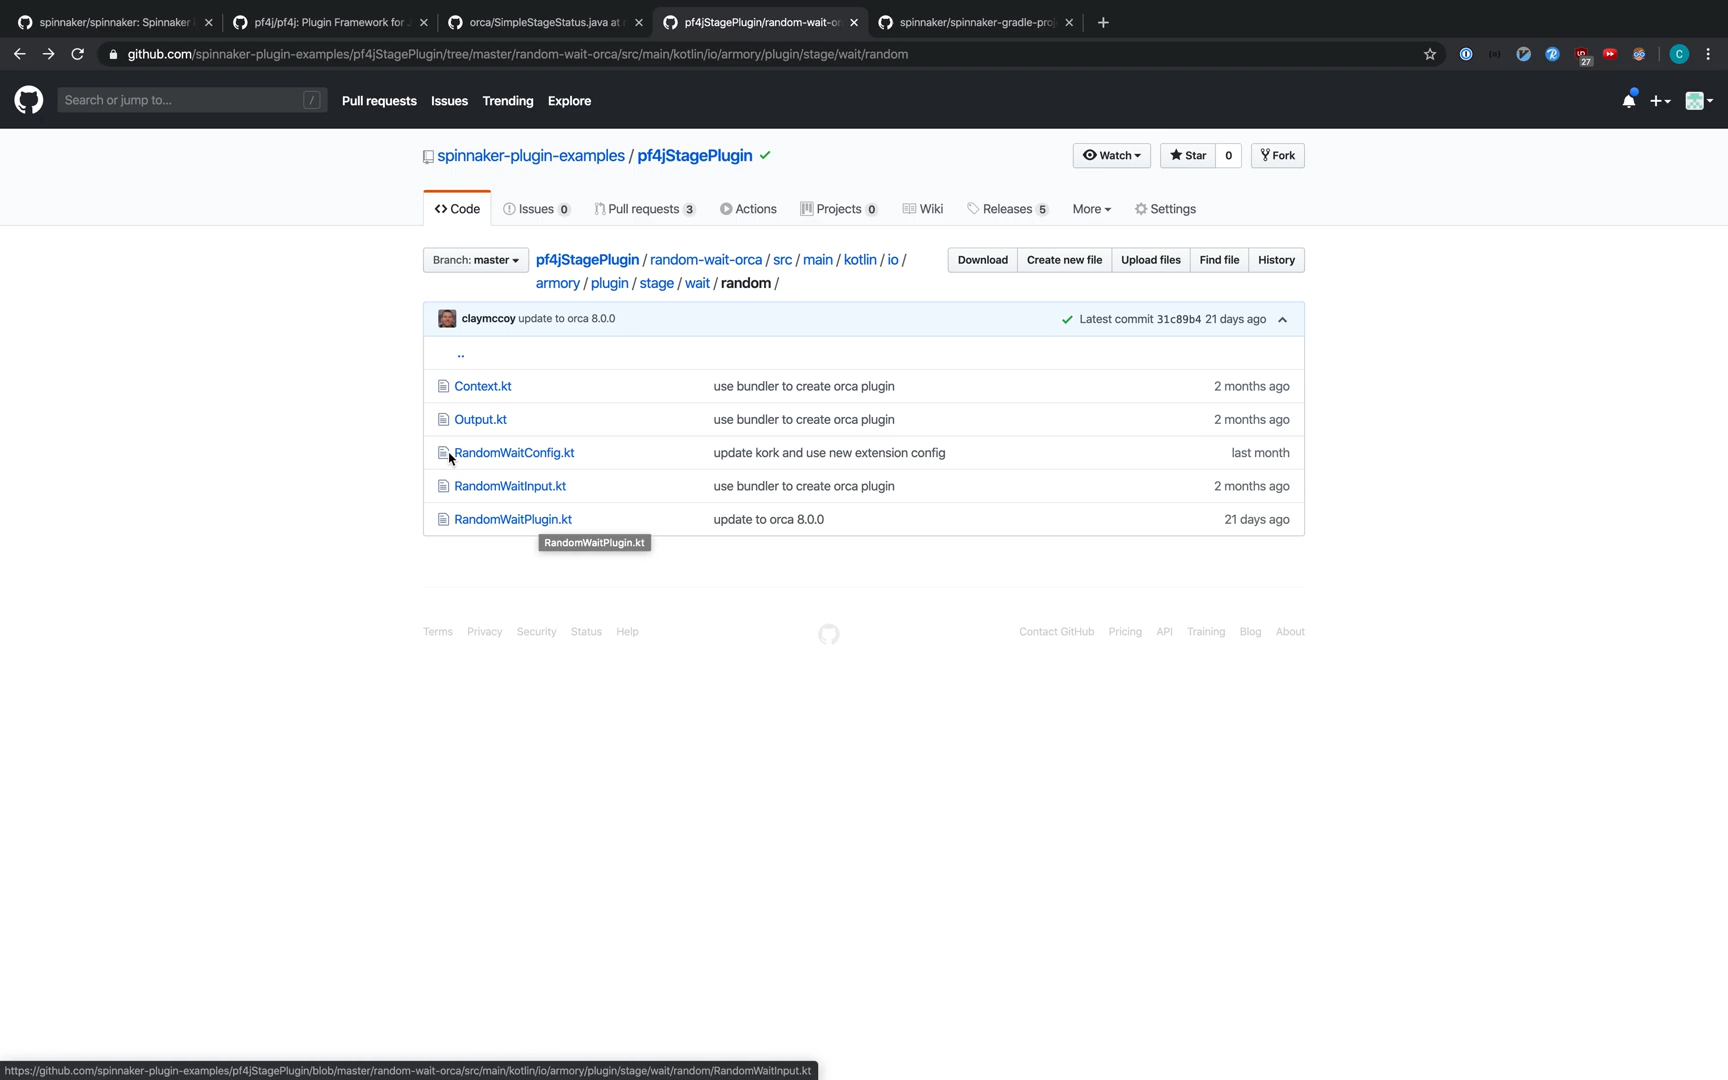 spinnaker/spinnaker: Spinnaker
pf4j/pf4j: Plugin Framework for J
orca/SimpleStageStatus.java at
pf4jStagePlugin/random-wait-or
spinnaker/spinnaker-gradle-proj
github.com/spinnaker-plugin-examples/pf4jStagePlugin/tree/master/random-wait-orca/src/main/kotlin/io/armory/plugin/stage/wait/random
27
C
Search or jump to... /
Pull requests Issues Trending Explore
spinnaker-plugin-examples / pf4jStagePlugin
Watch Star 0 Fork
Code Issues 0 Pull requests 3 Actions Projects 0 Wiki Releases 5 More Settings
Branch: master
pf4jStagePlugin / random-wait-orca / src / main / kotlin / io /
armory / plugin / stage / wait / random /
Download Create new file Upload files Find file History
claymccoy update to orca 8.0.0 Latest commit 31c89b4 21 days ago
..
Context.kt use bundler to create orca plugin 2 months ago
Output.kt use bundler to create orca plugin 2 months ago
RandomWaitConfig.kt update kork and use new extension config last month
RandomWaitInput.kt use bundler to create orca plugin 2 months ago
RandomWaitPlugin.kt update to orca 8.0.0 21 days ago
RandomWaitPlugin.kt
Terms Privacy Security Status Help Contact GitHub Pricing API Training Blog About
https://github.com/spinnaker-plugin-examples/pf4jStagePlugin/blob/master/random-wait-orca/src/main/kotlin/io/armory/plugin/stage/wait/random/RandomWaitInput.kt